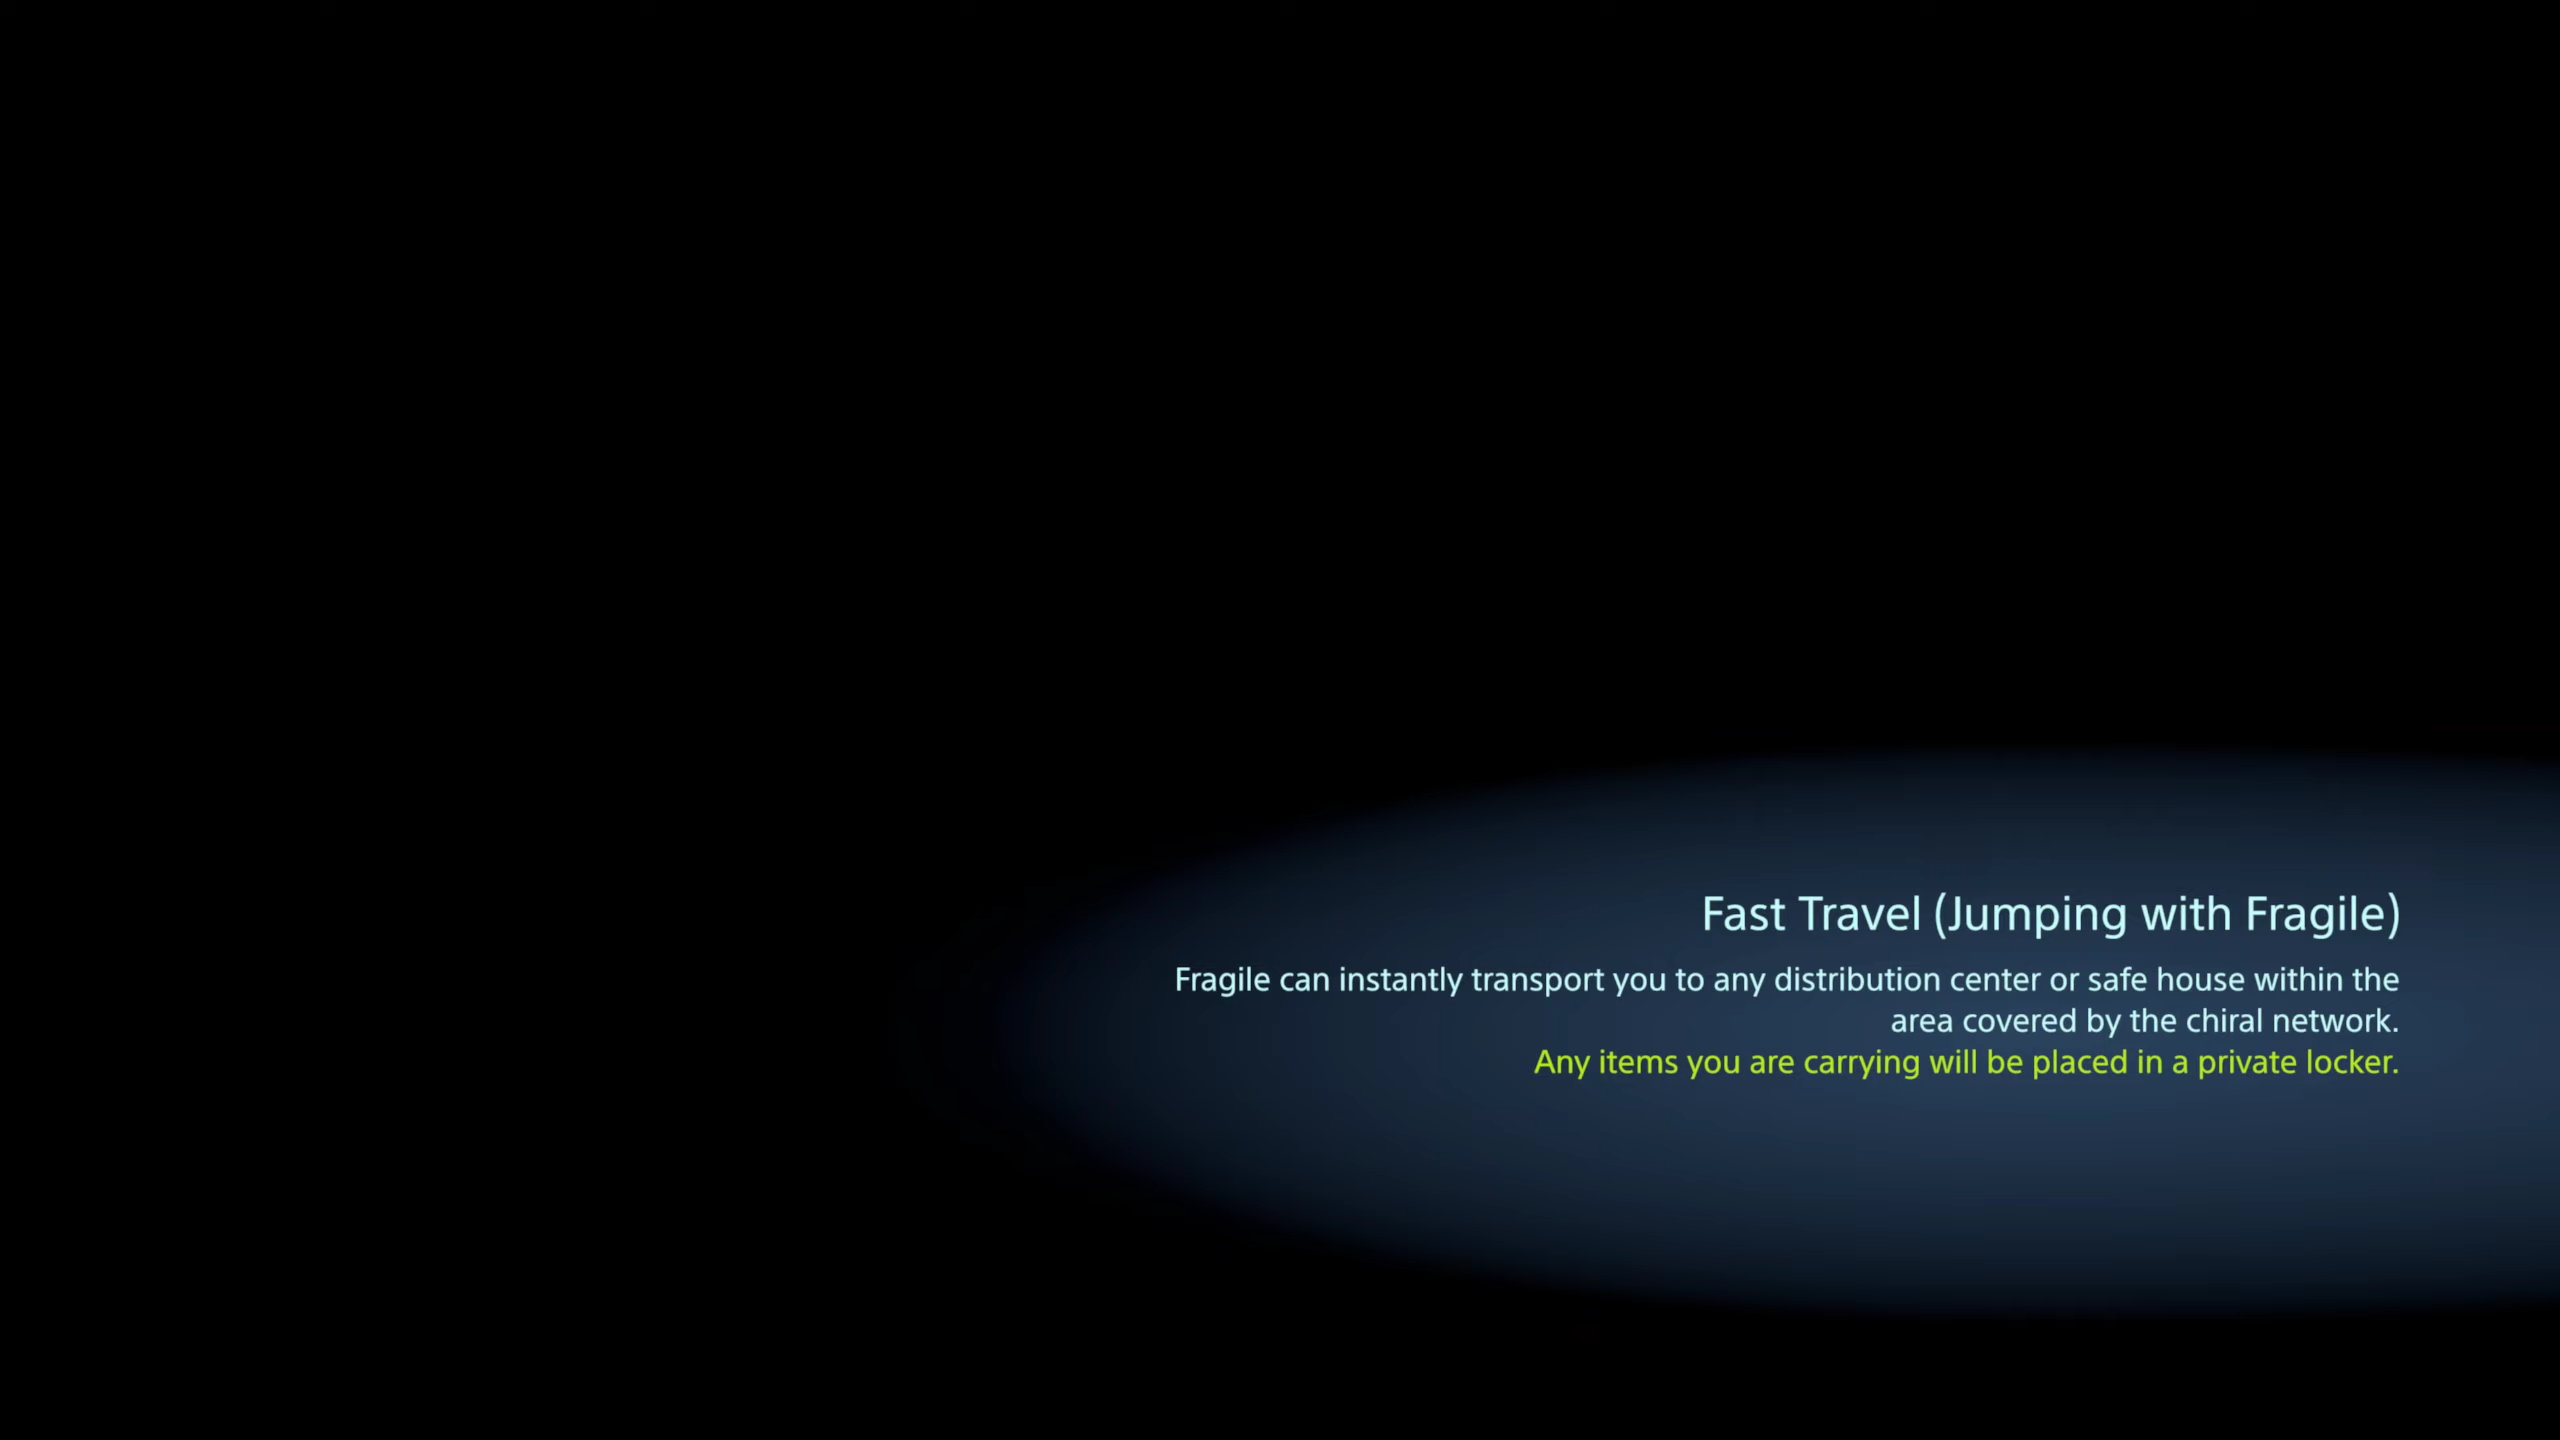 Fast Travel (Jumping with Fragile)
Fragile can instantly transport you to any distribution center or safe house within the
area covered by the chiral network.
Any items you are carrying will be placed in a private locker.